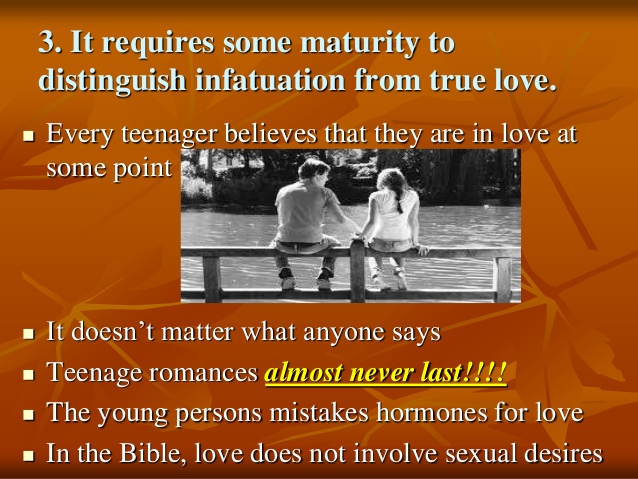 3. It requires some maturity to
distinguish infatuation from true love.
Every teenager believes that they are in love at
some point
It doesn’t matter what anyone says
Teenage romances almost never last!!!!
The young persons mistakes hormones for love
In the Bible, love does not involve sexual desires